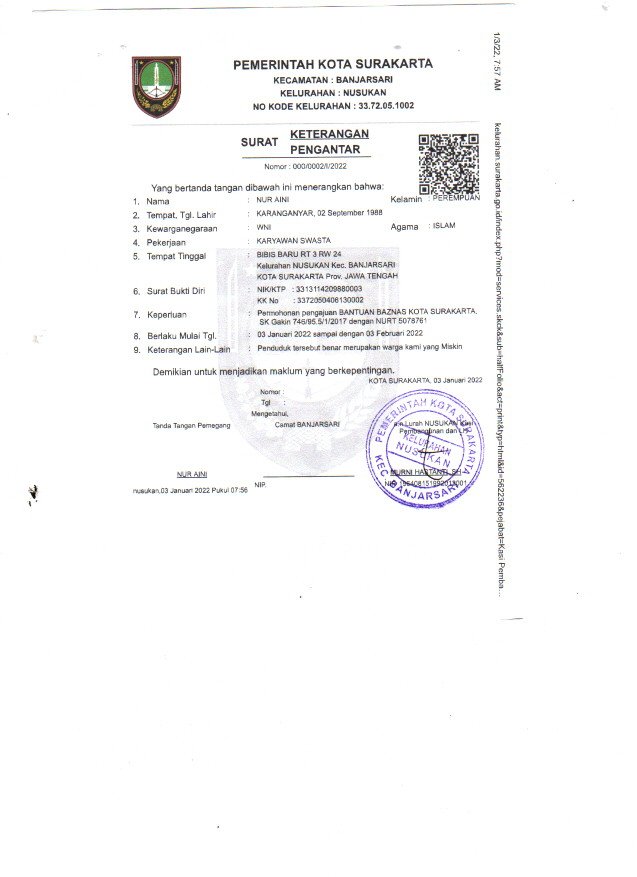 PEMERINTAH KOTA SURAKARTA
KECAMATAN : BANJARSARI
KELURAHAN : NUSUKAN
NO KODE KELURAHAN : 33.72.05.1002
SURAT KETERANGAN
PENGANTAR
Nomor : 000/0002/I/2022
Yang bertanda tangan dibawah ini menerangkan bahwa:
1. Nama : NUR AINI Kelamin : PEREMPUAN
2. Tempat, Tgl. Lahir : KARANGANYAR, 02 September 1988
3. Kewarganegaraan : WNI Agama : ISLAM
4. Pekerjaan : KARYAWAN SWASTA
5. Tempat Tinggal : BIBIS BARU RT 3 RW 24
Kelurahan NUSUKAN Kec. BANJARSARI
KOTA SURAKARTA Prov. JAWA TENGAH
6. Surat Bukti Diri : NIK/KTP : 3313114209880003
KK No : 3372050406130002
7. Keperluan : Permohonan pengajuan BANTUAN BAZNAS KOTA SURAKARTA.
SK Gakin 746/95.5/1/2017 dengan NURT 5078761
8. Berlaku Mulai Tgl. : 03 Januari 2022 sampai dengan 03 Februari 2022
9. Keterangan Lain-Lain : Penduduk tersebut benar merupakan warga kami yang Miskin
Demikian untuk menjadikan maklum yang berkepentingan.
KOTA SURAKARTA, 03 Januari 2022
Nomor :
Tgl :
Mengetahui,
Tanda Tangan Pemegang Camat BANJARSARI a.n Lurah NUSUKAN Kasi
Pembangunan dan LH
PEMERINTAH KOTA SURAKARTA
KELURAHAN
NUSUKAN
KEC. BANJARSARI
NUR AINI MURNI HASTANTI, SH
NIP. NIP.
nusukan,03 Januari 2022 Pukul 07:56
1/3/22, 7:57 AM
kelurahan.surakarta.go.id/index.php?mod=services.skck&sub=halfFolio&act=print&typ=html&id=562236&pejabat=Kasi Pemba...